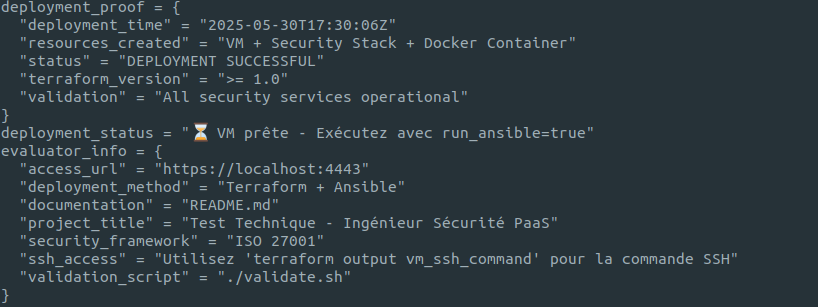 deployment_proof = {
  "deployment_time" = "2025-05-30T17:30:06Z"
  "resources_created" = "VM + Security Stack + Docker Container"
  "status" = "DEPLOYMENT SUCCESSFUL"
  "terraform_version" = ">= 1.0"
  "validation" = "All security services operational"
}
deployment_status = "⏳ VM prête - Exécutez avec run_ansible=true"
evaluator_info = {
  "access_url" = "https://localhost:4443"
  "deployment_method" = "Terraform + Ansible"
  "documentation" = "README.md"
  "project_title" = "Test Technique - Ingénieur Sécurité PaaS"
  "security_framework" = "ISO 27001"
  "ssh_access" = "Utilisez 'terraform output vm_ssh_command' pour la commande SSH"
  "validation_script" = "./validate.sh"
}